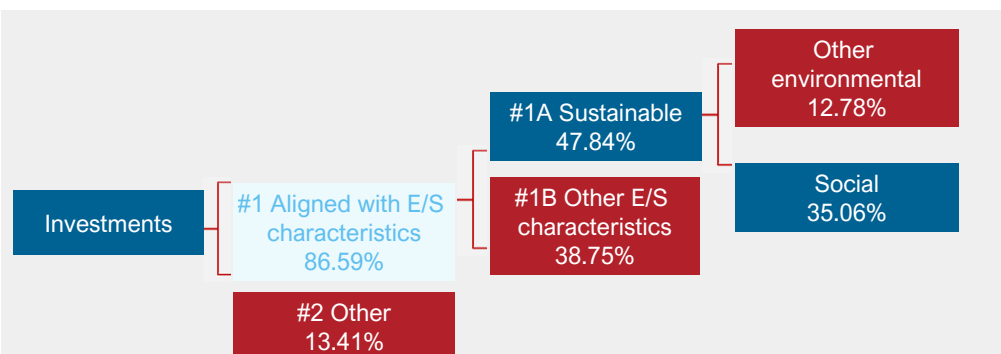 Investments
#1 Aligned with E/S
characteristics
86.59%
#2 Other
13.41%
#1A Sustainable
47.84%
#1B Other E/S
characteristics
38.75%
Other
environmental
12.78%
Social
35.06%